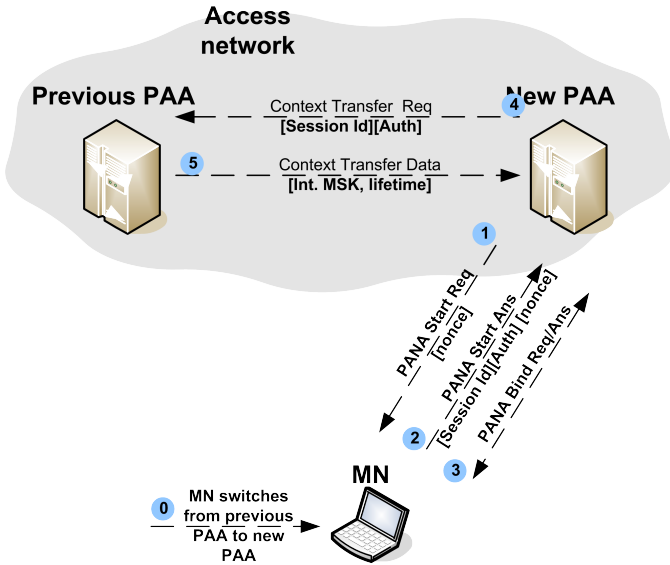 Access
network
Previous PAA
New PAA
4
Context Transfer Req
[Session Id][Auth]
5
Context Transfer Data
[Int. MSK, lifetime]
1
PANA Start Req
[nonce]
PANA Start Ans
[Session Id][Auth] [nonce]
PANA Bind Req/Ans
2
3
MN
0
MN switches
from previous
PAA to new
PAA